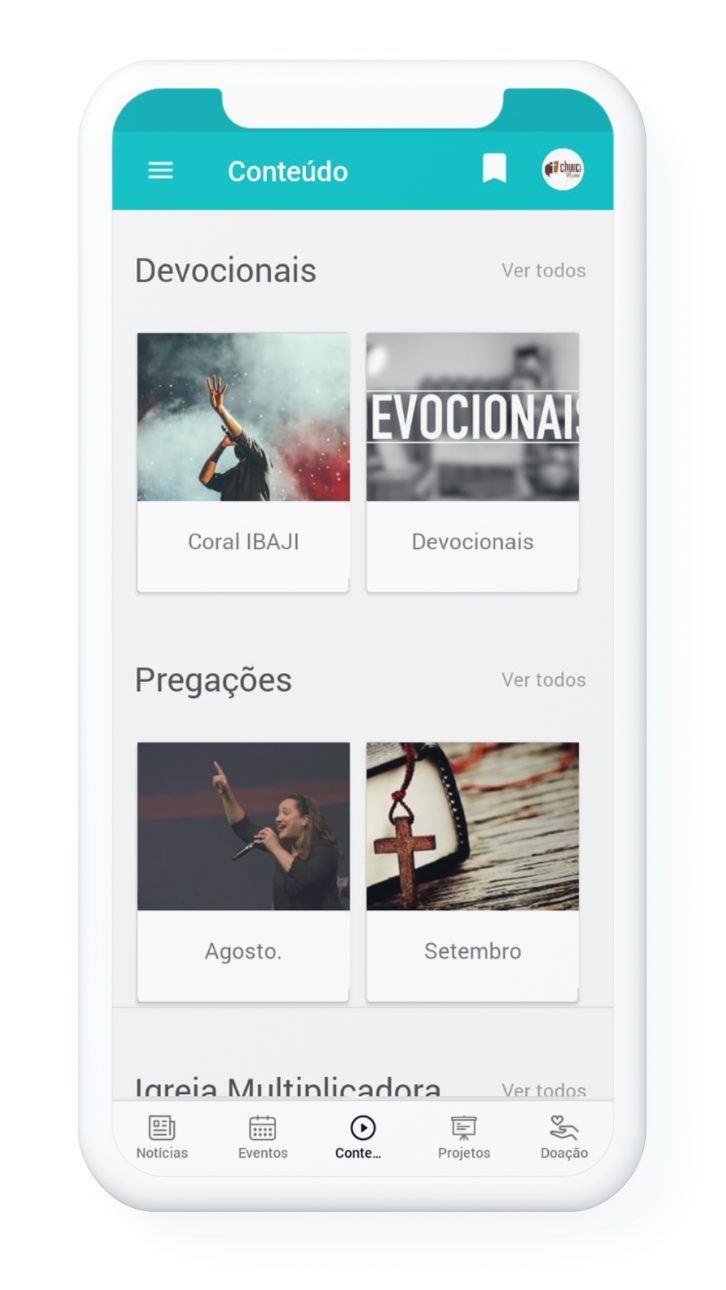 Conteúdo
Devocionais
Ver todos
EVOCIONAIS
Coral IBAJI
Devocionais
Pregações
Ver todos
Agosto.
Setembro
Igreja Multiplicadora
Ver todos
Notícias
Eventos
Conte...
Projetos
Doação